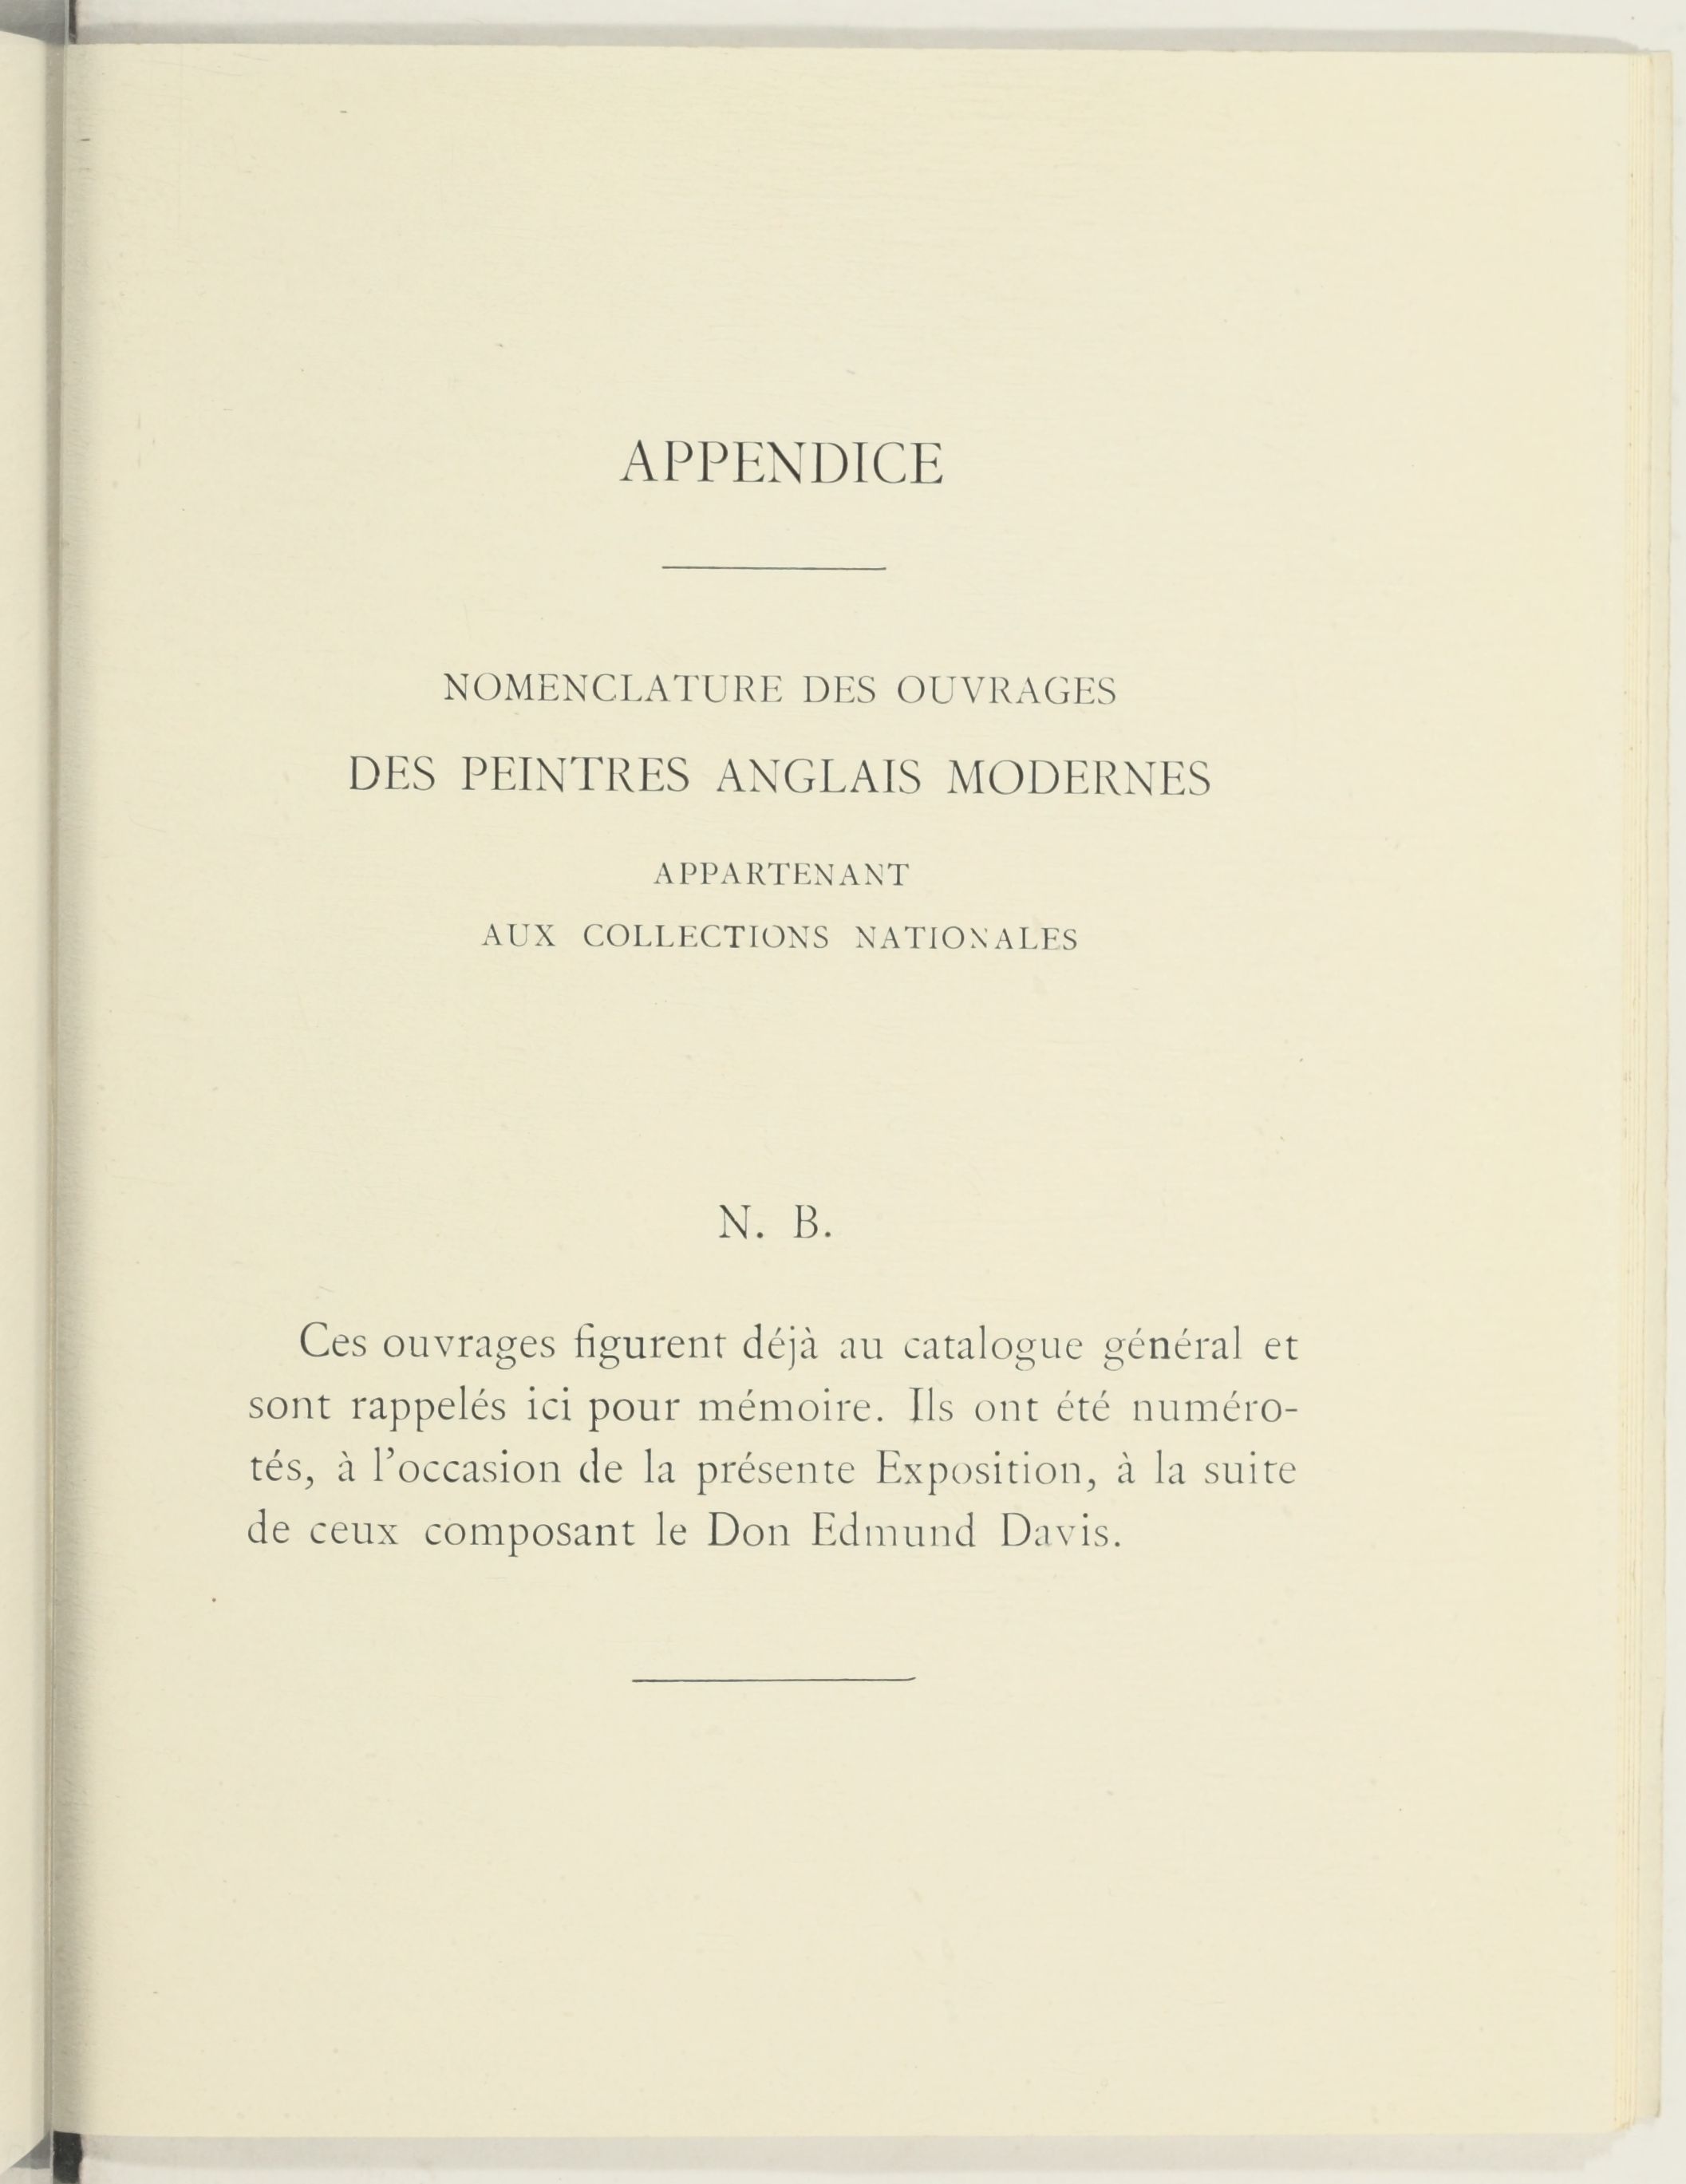 APPENDICE
NOMENCLATURE DES OUVRAGES
DES PEINTRES ANGLAIS MODERNES
APPARTENANT
AUX COLLECTIONS NATIONALES
N. B.
Ces ouvrages figurent déjà au catalogue général et
sont rappelés ici pour mémoire. Ils ont été numéro-
tés, à l'occasion de la présente Exposition, à la suite
de ceux composant le Don Edmund Davis.